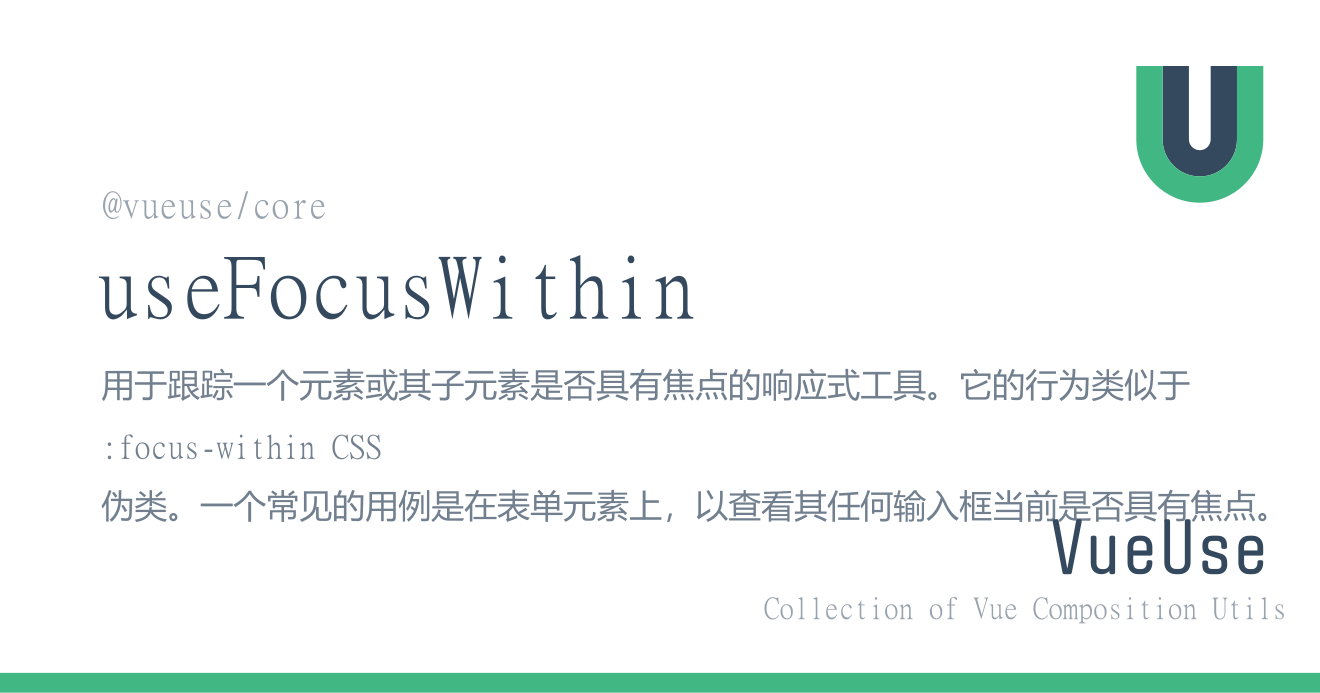 @vueuse/core
useFocusWithin
用于跟踪一个元素或其子元素是否具有焦点的响应式工具。它的行为类似于
:focus-within CSS
伪类。一个常见的用例是在表单元素上，以查看其任何输入框当前是否具有焦点。
VueUse
Collection of Vue Composition Utils